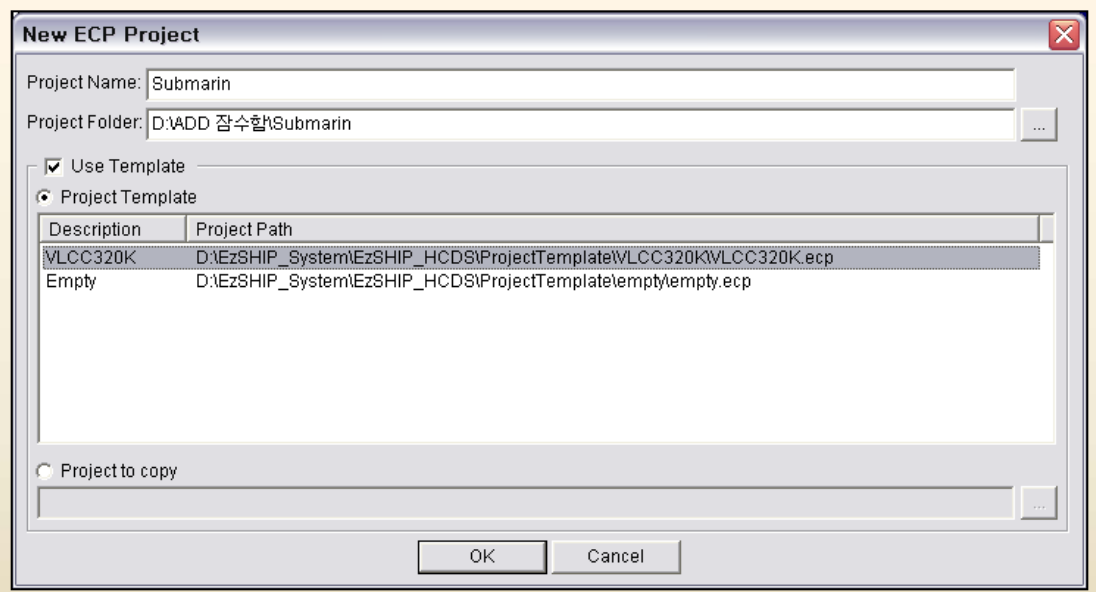 New ECP Project
Project Name: Submarin
Project Folder: D:\ADD 잠수함\Submarin ...
Use Template
Project Template
Description Project Path
VLCC320K D:\EzSHIP_System\EzSHIP_HCDS\ProjectTemplate\VLCC320K\VLCC320K.ecp
Empty D:\EzSHIP_System\EzSHIP_HCDS\ProjectTemplate\empty\empty.ecp
Project to copy
...
OK Cancel